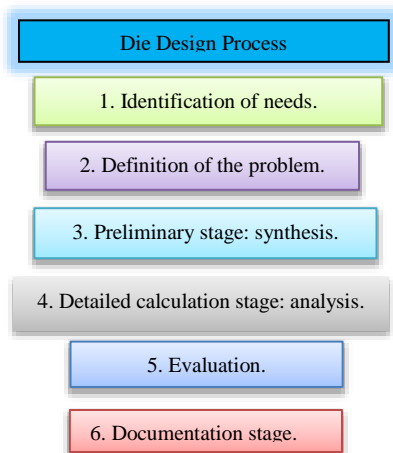 Die Design Process
1. Identification of needs.
2. Definition of the problem.
3. Preliminary stage: synthesis.
4. Detailed calculation stage: analysis.
5. Evaluation.
6. Documentation stage.